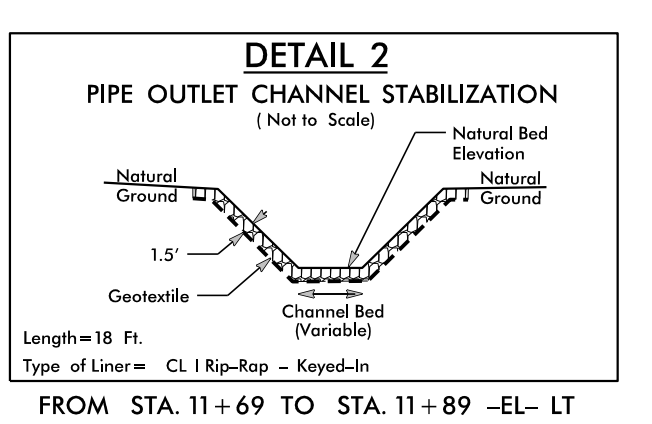 DETAIL 2
PIPE OUTLET CHANNEL STABILIZATION
( Not to Scale)
Natural Bed
Elevation
Natural
Ground
Natural
Ground
1.5'
Geotextile
Channel Bed
(Variable)
Length=18 Ft.
Type of Liner= CL I Rip-Rap - Keyed-In
FROM STA. 11+69 TO STA. 11+89 -EL- LT